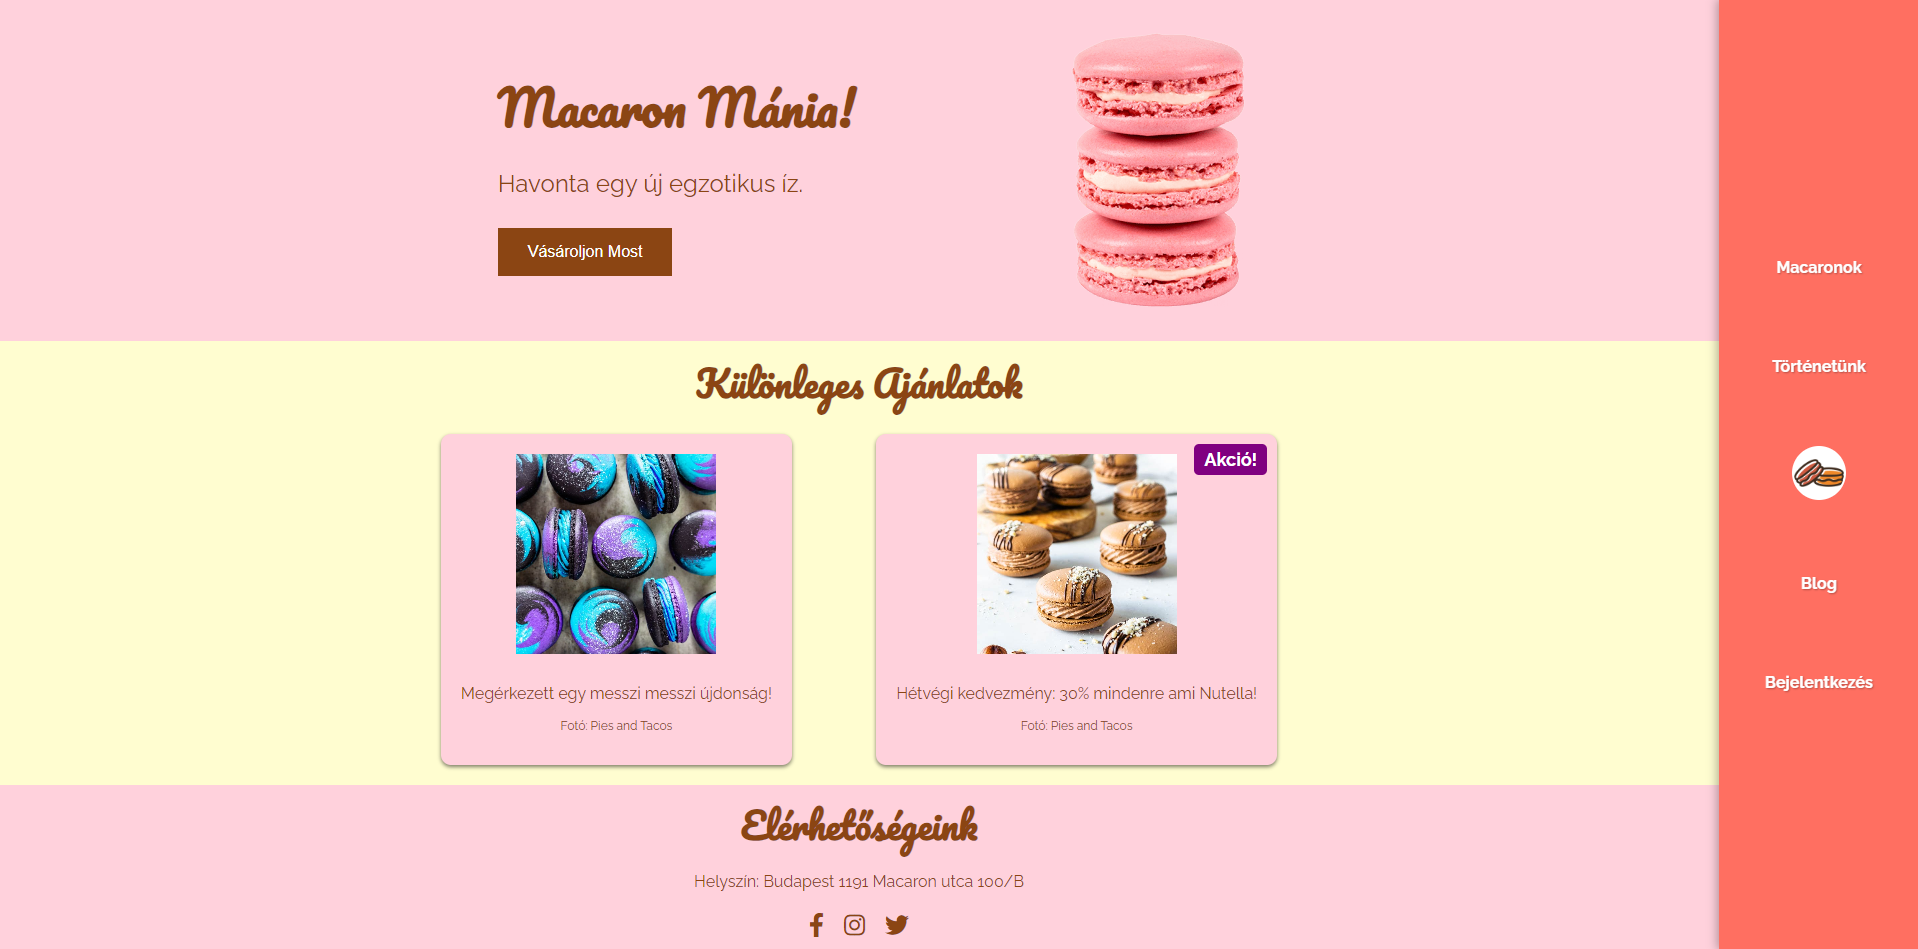 Macaron Mánia!
Havonta egy új egzotikus íz.
Vásároljon Most
Különleges Ajánlatok
Megérkezett egy messzi messzi újdonság!
Fotó: Pies and Tacos
Akció!
Hétvégi kedvezmény: 30% mindenre ami Nutella!
Fotó: Pies and Tacos
Elérhetőségeink
Helyszín: Budapest 1191 Macaron utca 100/B
Macaronok
Történetünk
Blog
Bejelentkezés